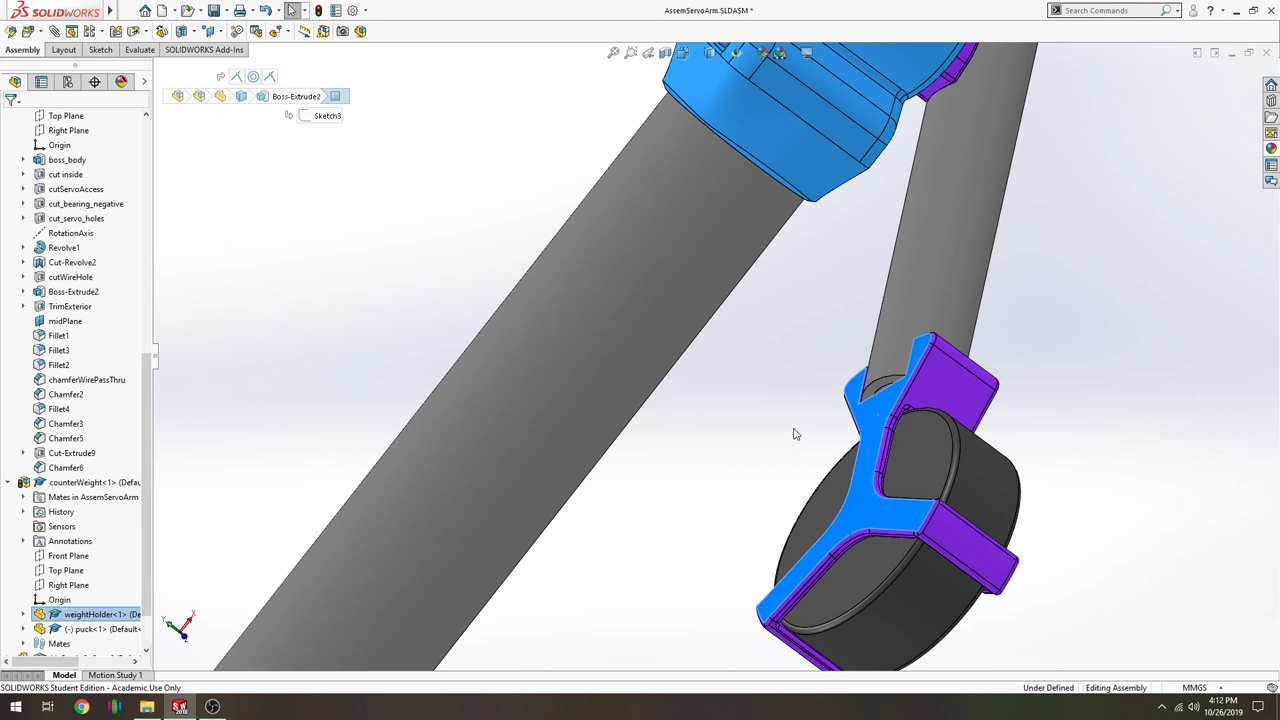 SOLIDWORKS
AssemServoArm.SLDASM *
Search Commands
Assembly
Layout
Sketch
Evaluate
SOLIDWORKS Add-Ins
Boss-Extrude2
Sketch3
Top Plane
Right Plane
Origin
boss_body
cut inside
cutServoAccess
cut_bearing_negative
cut_servo_holes
RotationAxis
Revolve1
Cut-Revolve2
cutWireHole
Boss-Extrude2
TrimExterior
midPlane
Fillet1
Fillet3
Fillet2
chamferWirePassThru
Chamfer2
Fillet4
Chamfer3
Chamfer5
Cut-Extrude9
Chamfer6
counterWeight<1> (Defau
Mates in AssemServoArm
History
Sensors
Annotations
Front Plane
Top Plane
Right Plane
Origin
weightHolder<1> (De
(-) puck<1> (Default<
Mates
X
Y
Z
Model
Motion Study 1
SOLIDWORKS Student Edition - Academic Use Only
Under Defined
Editing Assembly
MMGS
4:12 PM
10/26/2019